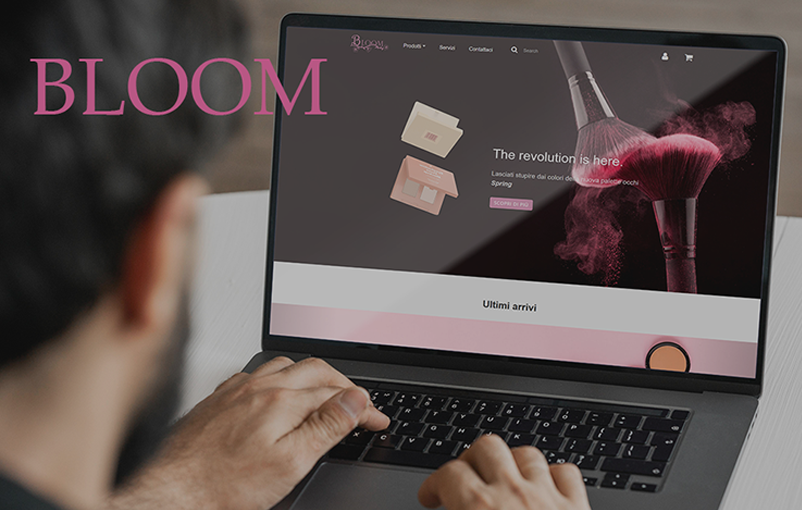 BLOOM
BLOOM
Prodotti
Servizi
Contattaci
Search
The revolution is here.
Lasciati stupire dai colori della nuova palette occhi
Spring
SCOPRI DI PIÙ
Ultimi arrivi